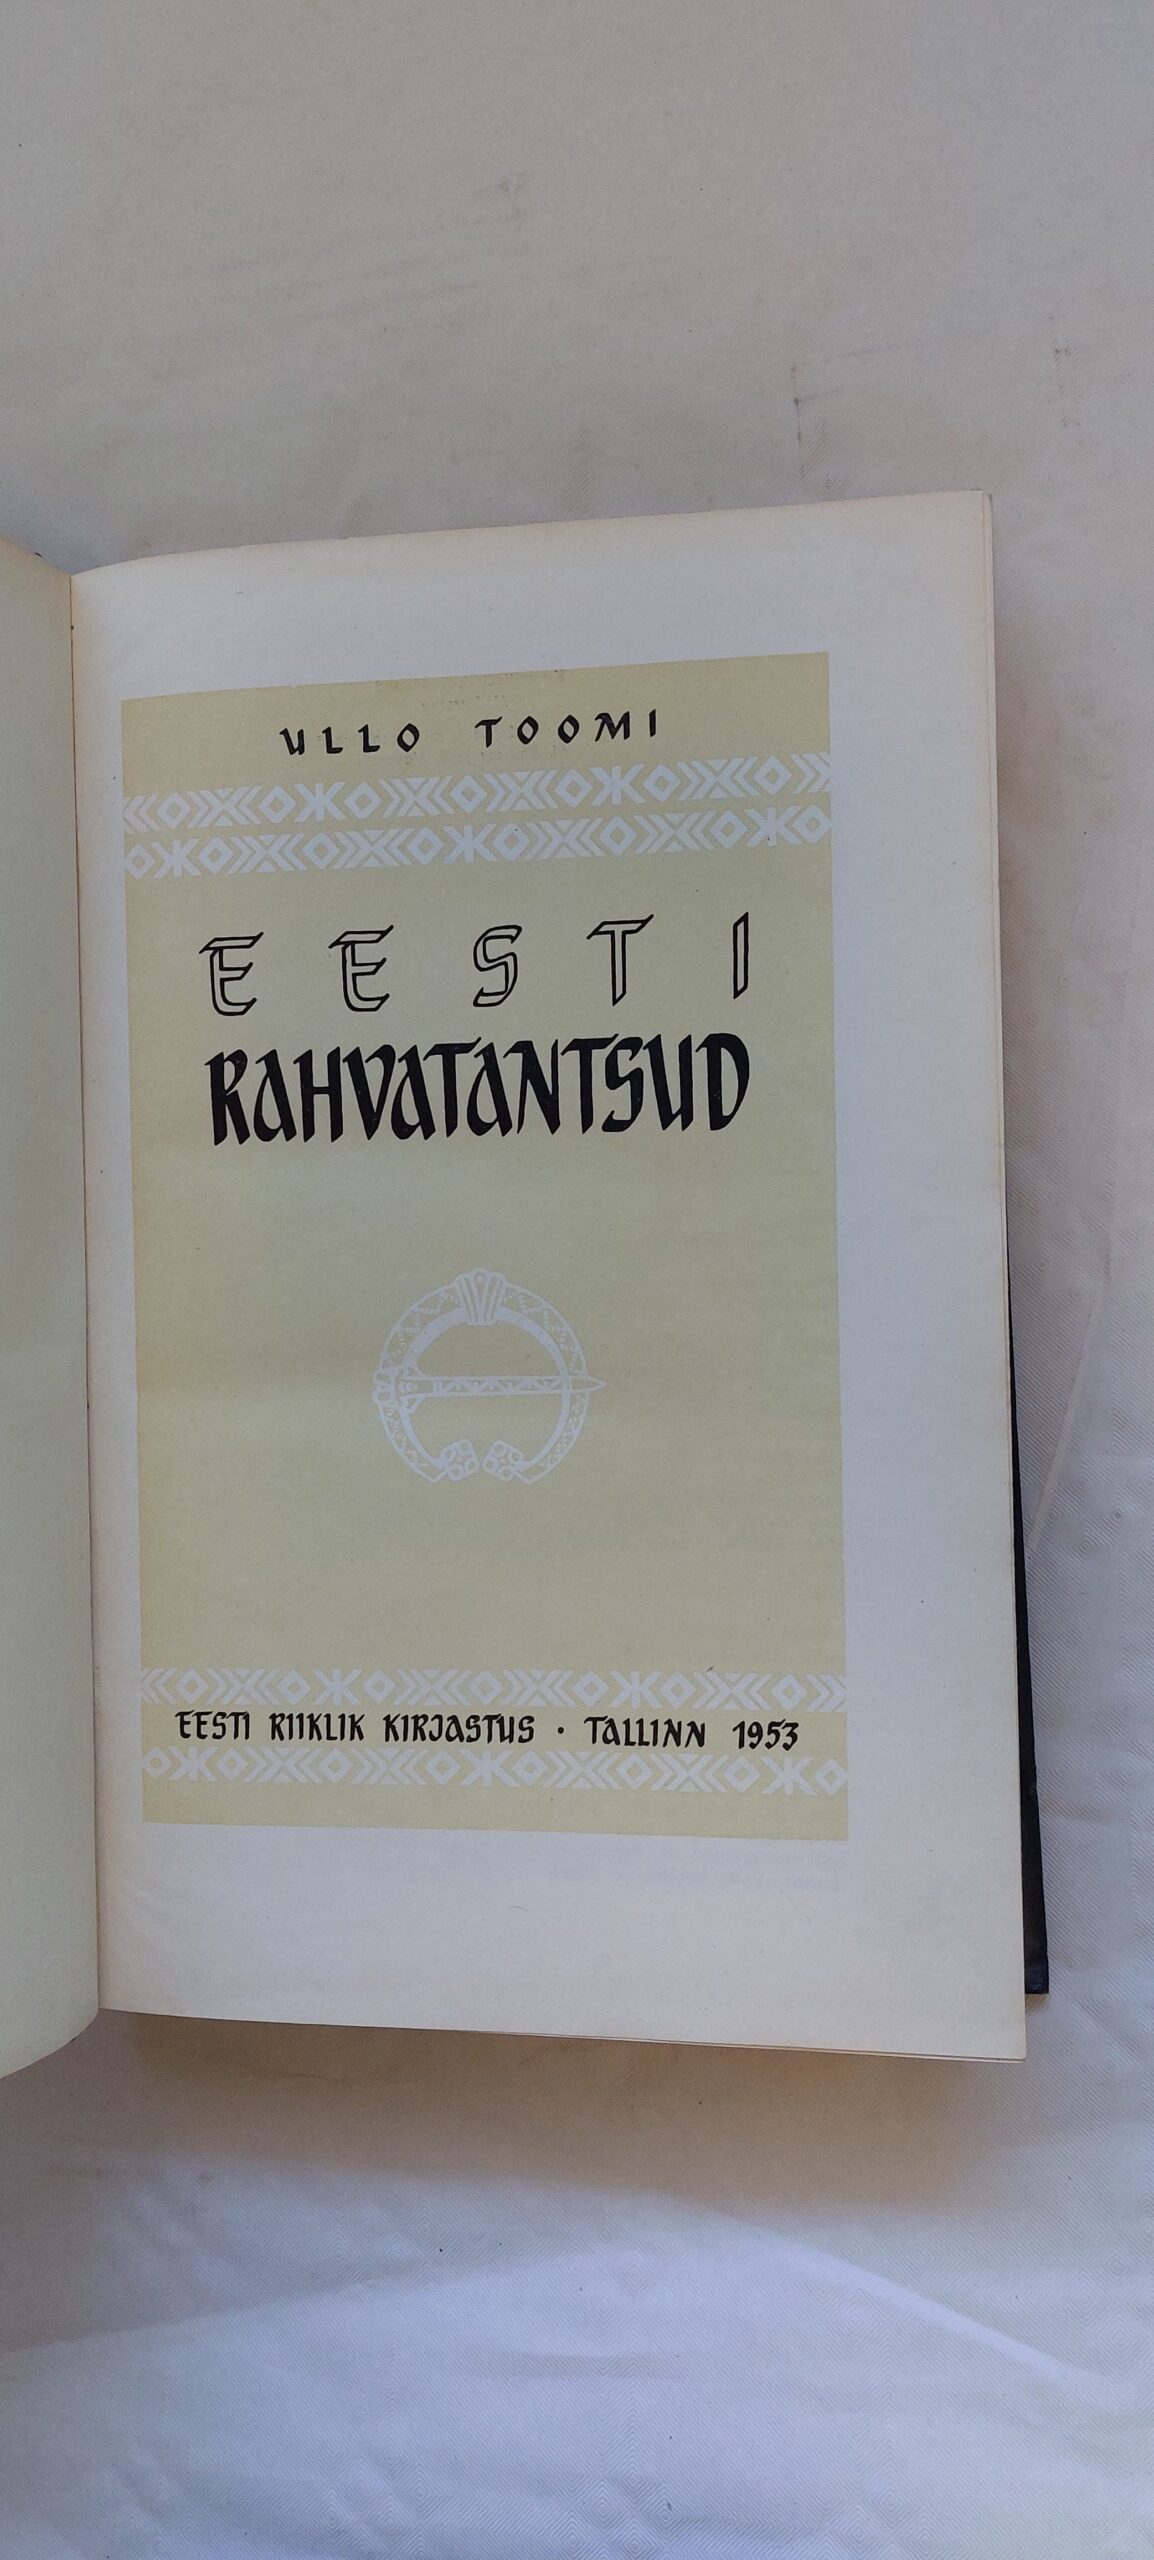 ULLO TOOMI
EESTI
RAHVATANTSUD
EESTI RIIKLIK KIRJASTUS · TALLINN 1953